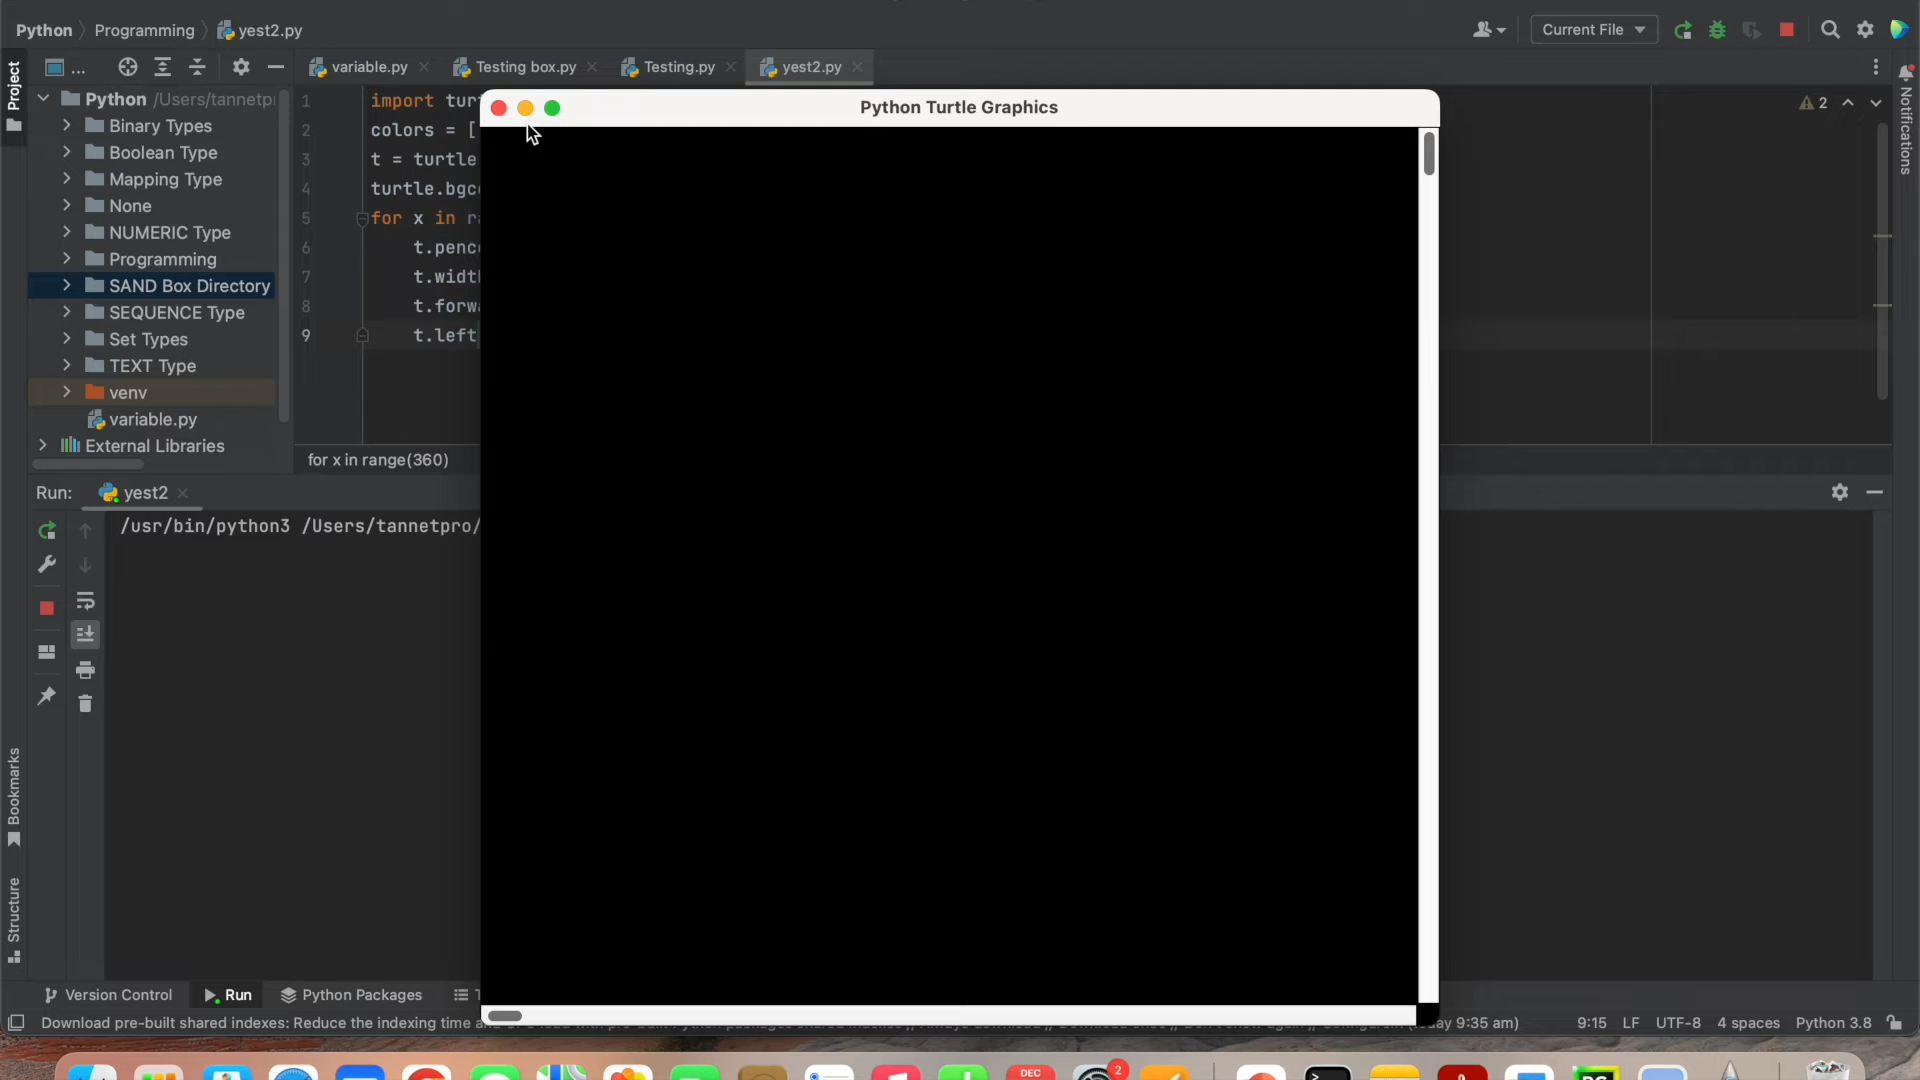 Python
Programming
yest2.py
Current File
Project
...
variable.py
Testing box.py
Testing.py
yest2.py
Notifications
Python /Users/tannetpr
Binary Types
Boolean Type
Mapping Type
None
NUMERIC Type
Programming
SAND Box Directory
SEQUENCE Type
Set Types
TEXT Type
venv
variable.py
External Libraries
1 import tur
2 colors = [
3 t = turtle
4 turtle.bgc
5 for x in r
6 t.penc
7 t.widt
8 t.forw
9 t.left
2
for x in range(360)
Python Turtle Graphics
Run:
yest2
/usr/bin/python3 /Users/tannetpro/
Bookmarks
Structure
Version Control
Run
Python Packages
Download pre-built shared indexes: Reduce the indexing time
9:35 am)
9:15
LF
UTF-8
4 spaces
Python 3.8
DEC
2